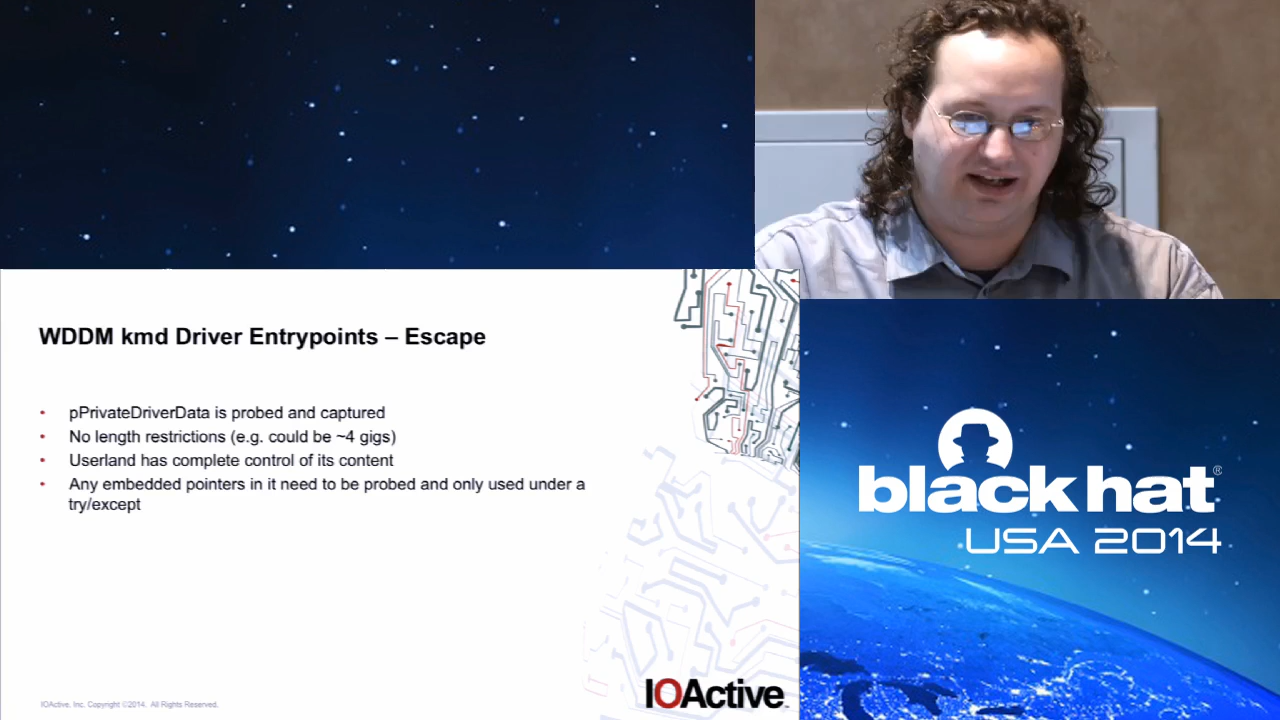 WDDM kmd Driver Entrypoints – Escape
• pPrivateDriverData is probed and captured
• No length restrictions (e.g. could be ~4 gigs)
• Userland has complete control of its content
• Any embedded pointers in it need to be probed and only used under a
try/except
black hat®
USA 2014
IOActive
IOActive, Inc. Copyright ©2014. All Rights Reserved.